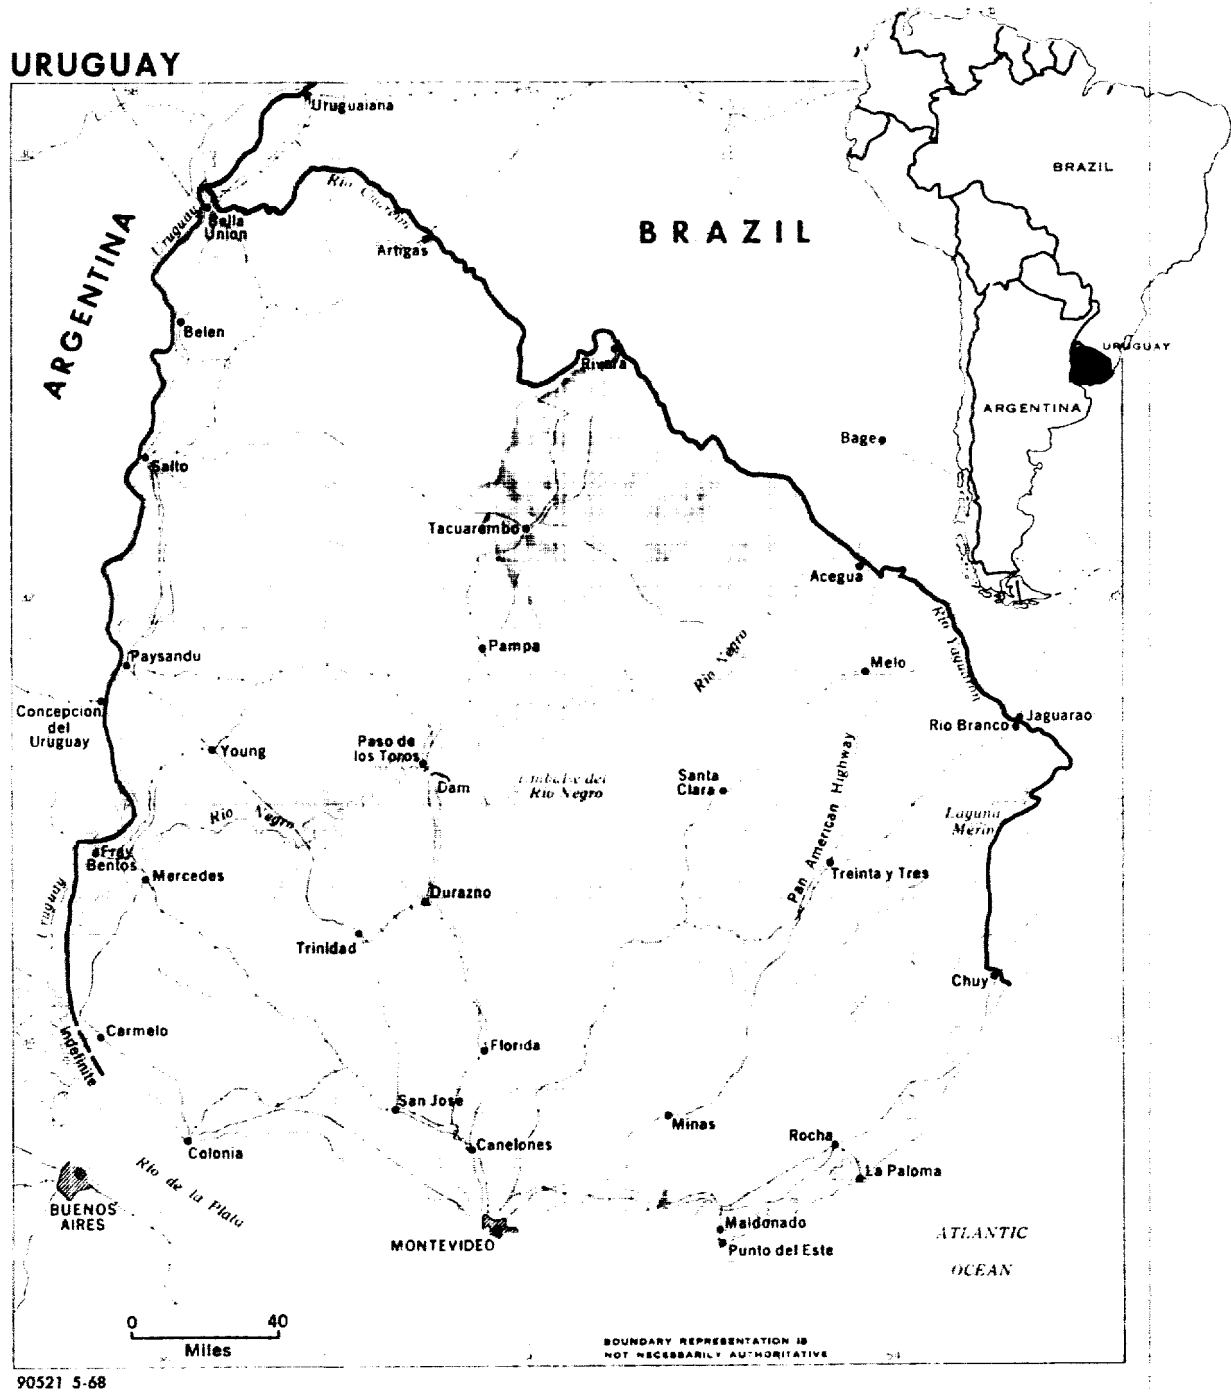 URUGUAY
Uruguaiana
BRAZIL
Uruguay
Bella
Union
Artigas
BRAZIL
ARGENTINA
Belen
Rivera
URUGUAY
ARGENTINA
Bage
Salto
Tacuarembo
Acegua
Rio Yaguaron
Pampa
Rio Negro
Paysandu
Melo
Concepcion
del
Uruguay
Jaguarao
Rio Branco
Young
Paso de
los Toros
Dam
Embalse del
Rio Negro
Santa
Clara
Pan American Highway
Rio Negro
Laguna
Merin
Fray
Bentos
Mercedes
Treinta y Tres
Uruguay
Durazno
Trinidad
Chuy
Carmelo
Indefinite
Florida
San Jose
Minas
Rocha
Canelones
Colonia
La Paloma
Rio de la Plata
BUENOS
AIRES
MONTEVIDEO
Maldonado
Punto del Este
ATLANTIC
OCEAN
0 40
Miles
BOUNDARY REPRESENTATION IS
NOT NECESSARILY AUTHORITATIVE
90521 5-68